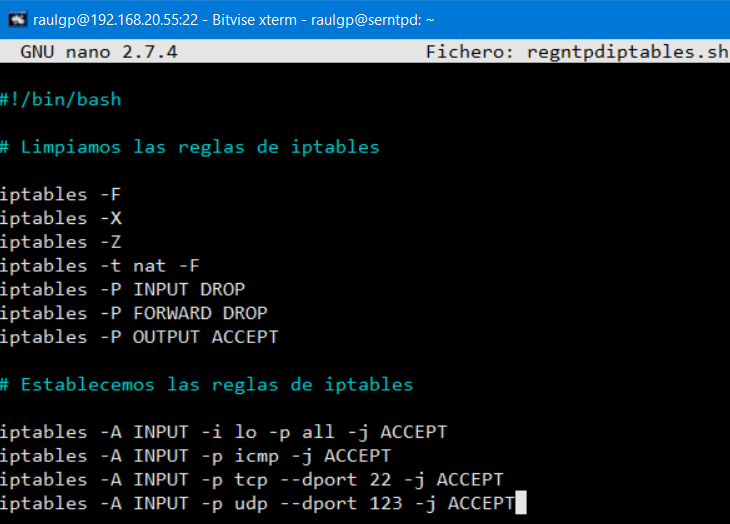 raulgp@192.168.20.55:22 - Bitvise xterm - raulgp@serntpd: ~
GNU nano 2.7.4 Fichero: regntpdiptables.sh
#!/bin/bash
# Limpiamos las reglas de iptables
iptables -F
iptables -X
iptables -Z
iptables -t nat -F
iptables -P INPUT DROP
iptables -P FORWARD DROP
iptables -P OUTPUT ACCEPT
# Establecemos las reglas de iptables
iptables -A INPUT -i lo -p all -j ACCEPT
iptables -A INPUT -p icmp -j ACCEPT
iptables -A INPUT -p tcp --dport 22 -j ACCEPT
iptables -A INPUT -p udp --dport 123 -j ACCEPT